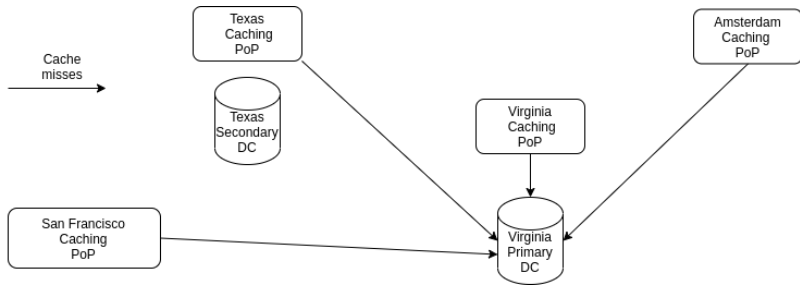 Texas
Caching
PoP
Amsterdam
Caching
PoP
Cache
misses
Texas
Secondary
DC
Virginia
Caching
PoP
San Francisco
Caching
PoP
Virginia
Primary
DC